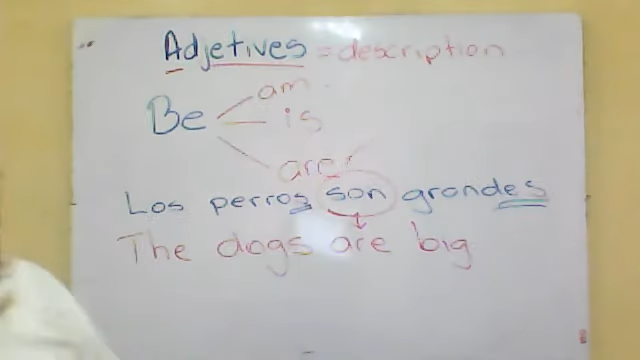 Adjetives = description
am
Be is
are
Los perros son grandes
The dogs are big